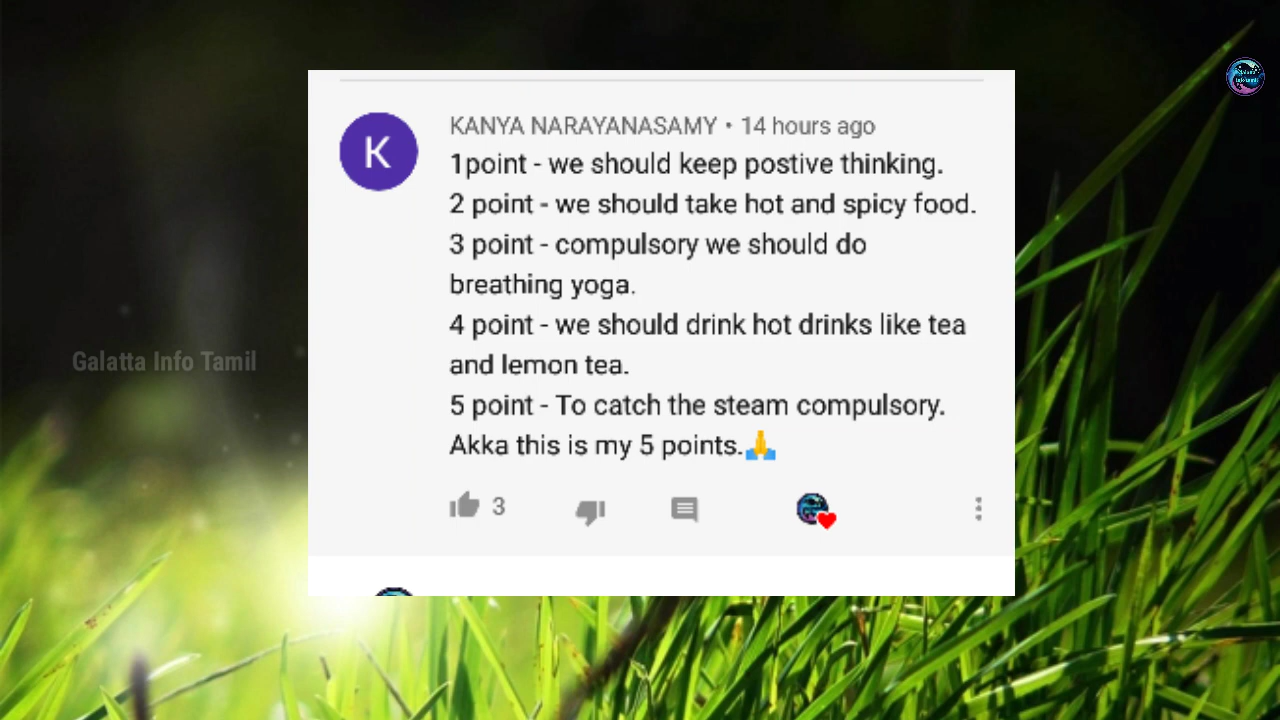 KANYA NARAYANASAMY • 14 hours ago
1point - we should keep postive thinking.
2 point - we should take hot and spicy food.
3 point - compulsory we should do
breathing yoga.
4 point - we should drink hot drinks like tea
and lemon tea.
5 point - To catch the steam compulsory.
Akka this is my 5 points.🙏
3
K
Galatta Info Tamil